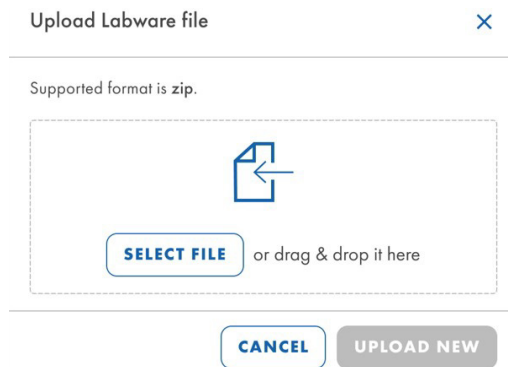 Upload Labware file
Supported format is zip.
SELECT FILE or drag & drop it here
CANCEL UPLOAD NEW